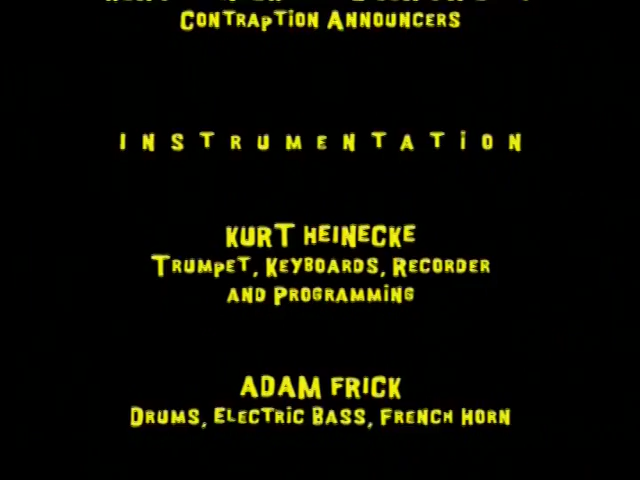 Contraption Announcers
INSTRUMENTATION
KURT HEINECKE
Trumpet, Keyboards, Recorder
and Programming
ADAM FRICK
Drums, Electric Bass, French Horn